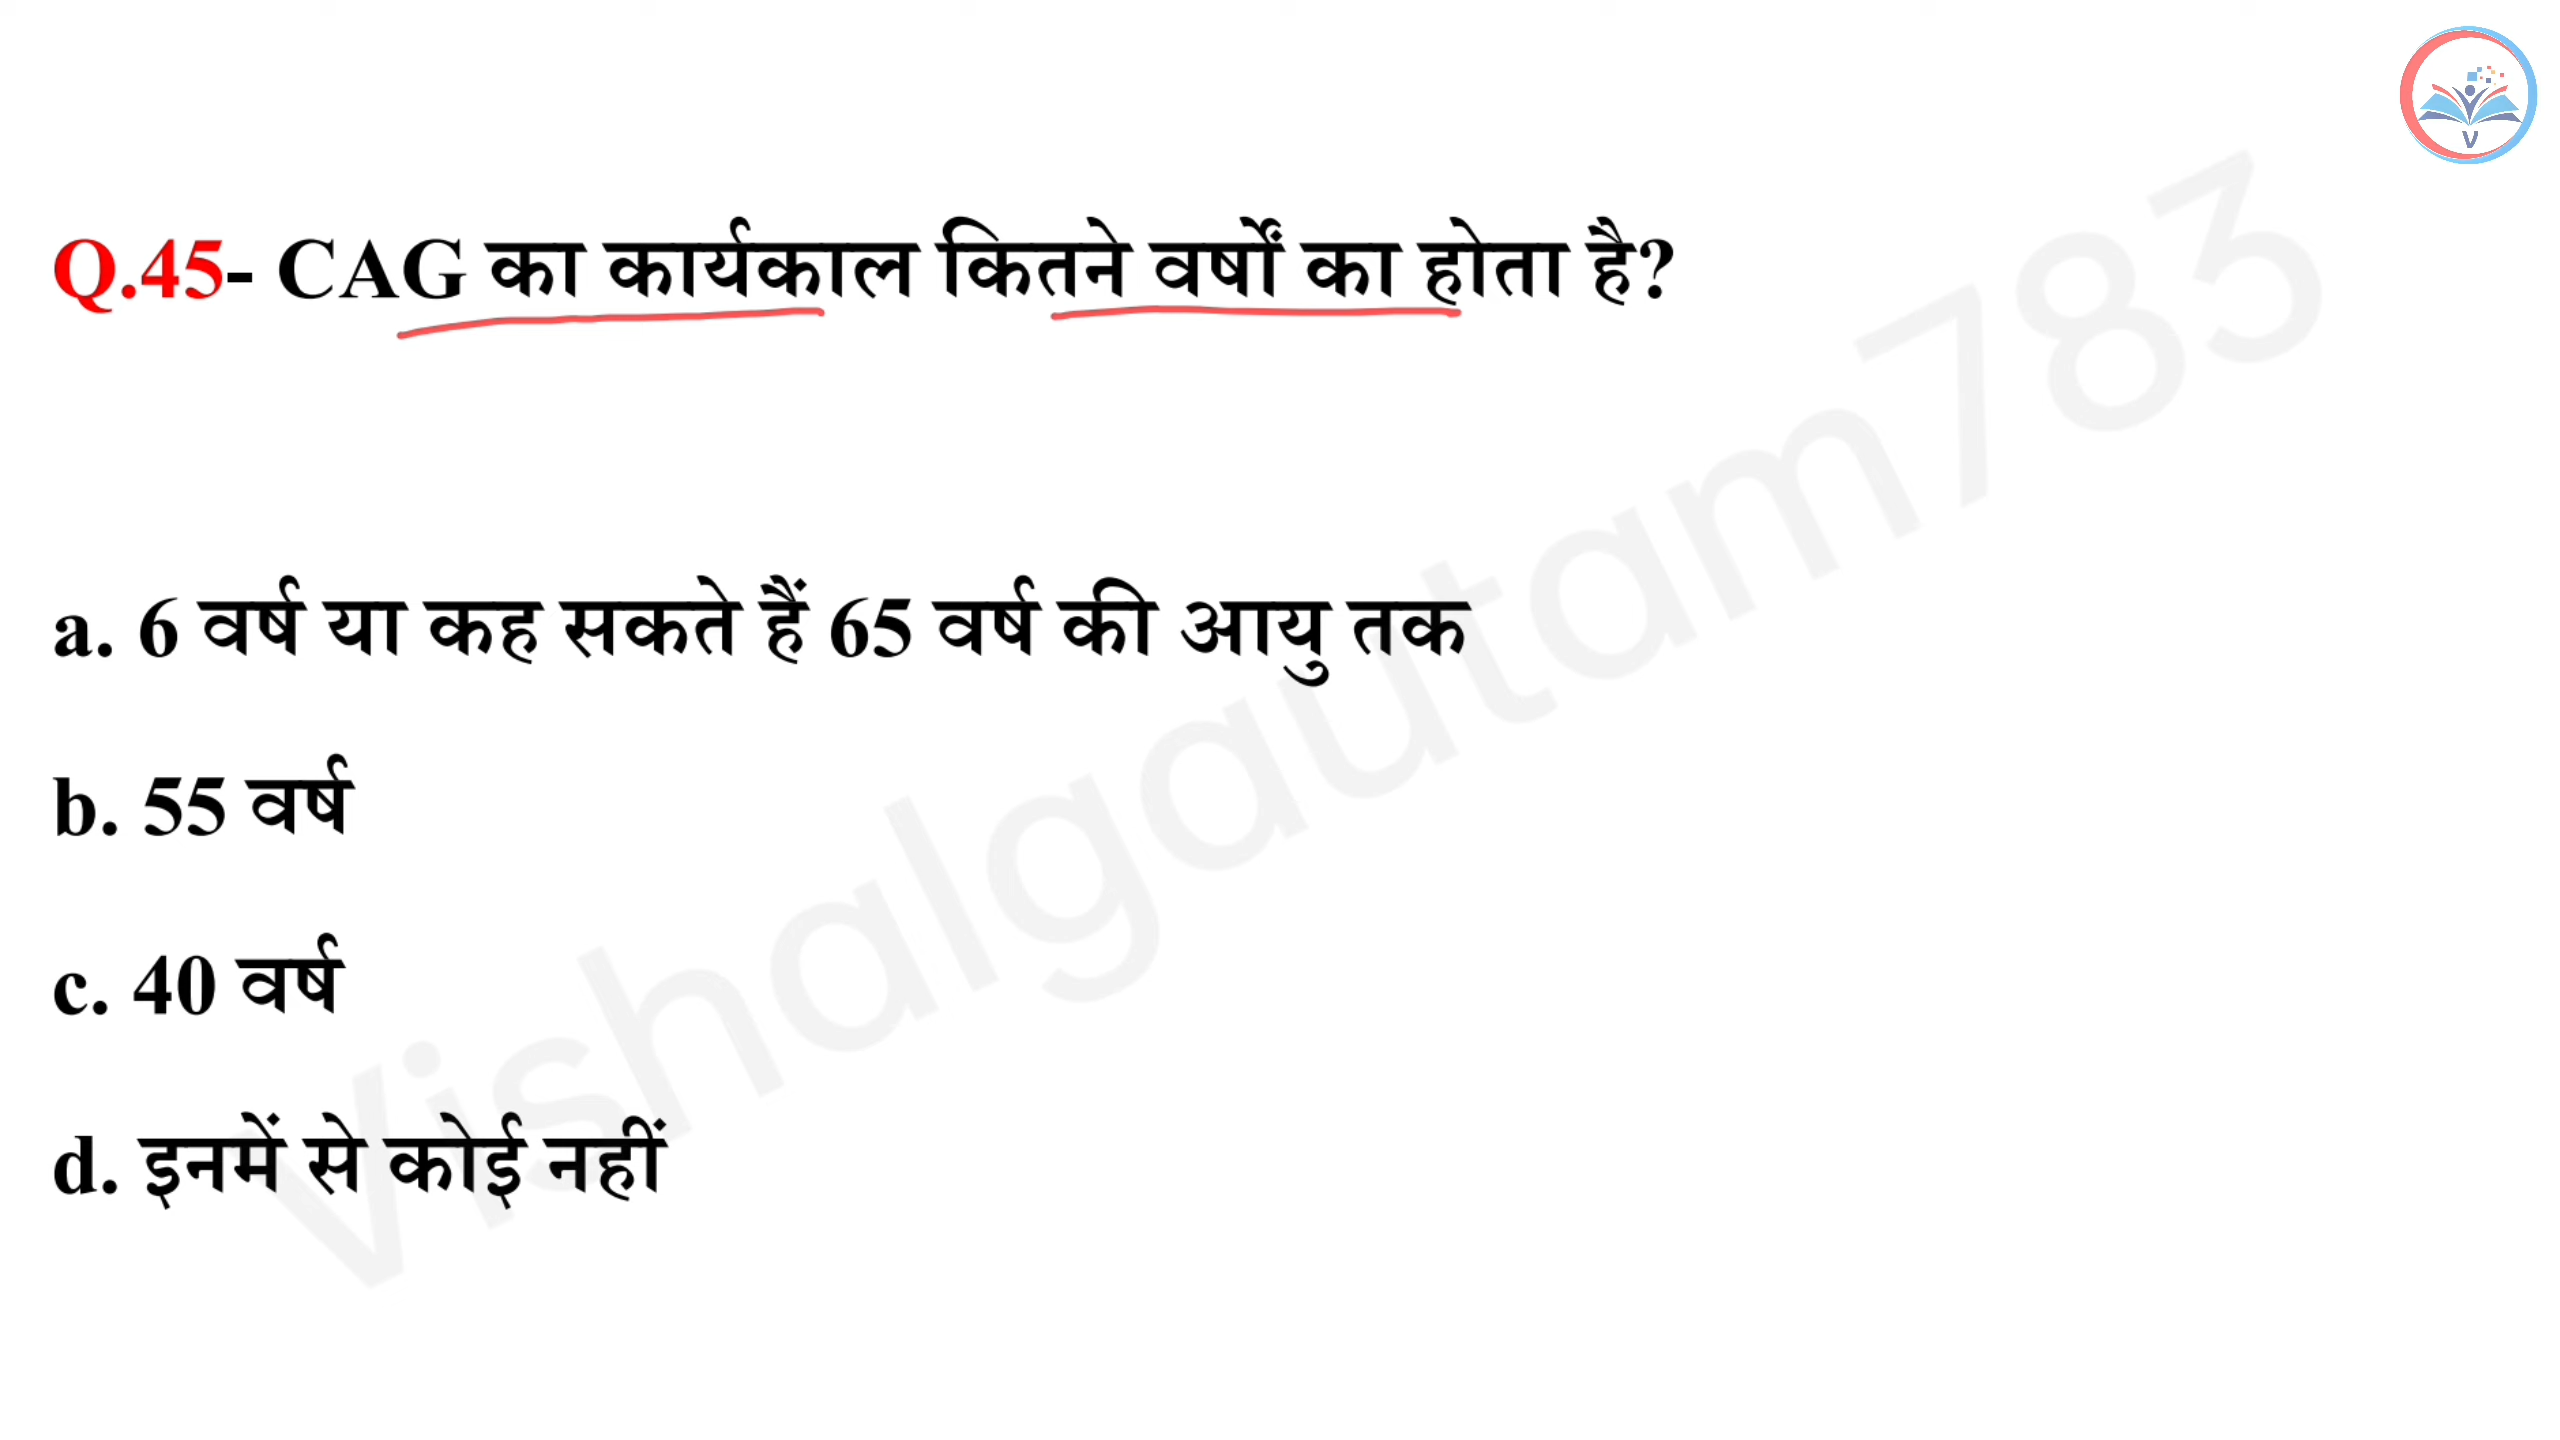 Q.45- CAG का कार्यकाल कितने वर्षों का होता है?
a. 6 वर्ष या कह सकते हैं 65 वर्ष की आयु तक
b. 55 वर्ष
c. 40 वर्ष
d. इनमें से कोई नहीं
Vishalgautam783
V